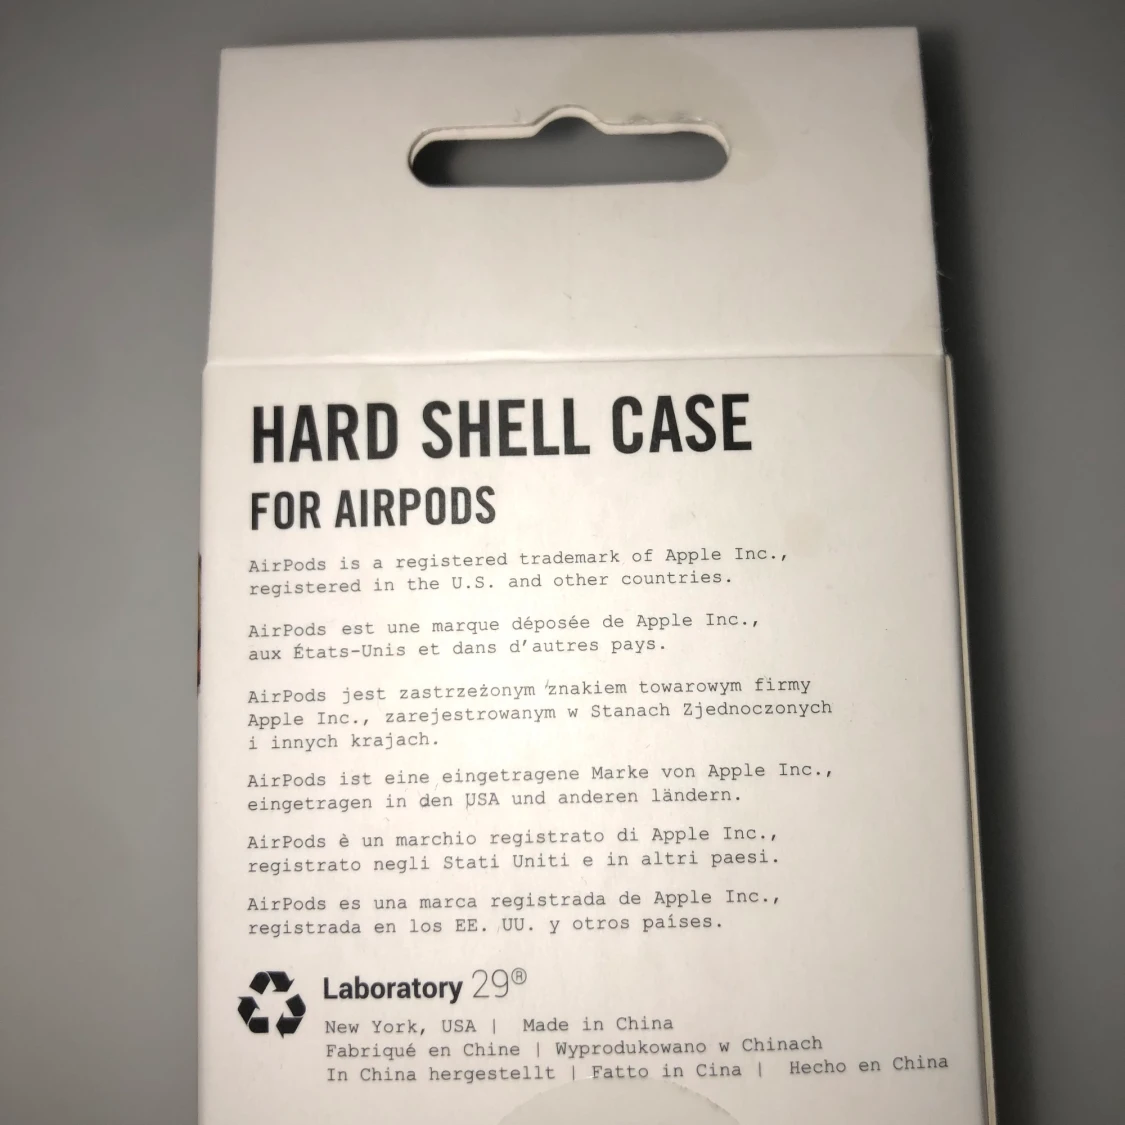 HARD SHELL CASE
FOR AIRPODS
AirPods is a registered trademark of Apple Inc.,
registered in the U.S. and other countries.
AirPods est une marque déposée de Apple Inc.,
aux États-Unis et dans d'autres pays.
AirPods jest zastrzeżonym znakiem towarowym firmy
Apple Inc., zarejestrowanym w Stanach Zjednoczonych
i innych krajach.
AirPods ist eine eingetragene Marke von Apple Inc.,
eingetragen in den USA und anderen ländern.
AirPods è un marchio registrato di Apple Inc.,
registrato negli Stati Uniti e in altri paesi.
AirPods es una marca registrada de Apple Inc.,
registrada en los EE. UU. y otros países.
Laboratory 29®
New York, USA | Made in China
Fabriqué en Chine | Wyprodukowano w Chinach
In China hergestellt | Fatto in Cina | Hecho en China